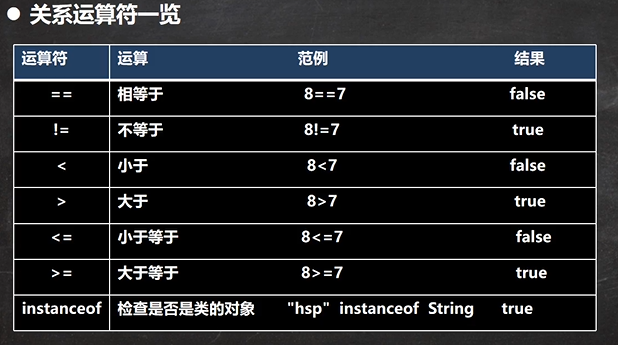 ● 关系运算符一览
运算符 运算 范例 结果
== 相等于 8==7 false
!= 不等于 8!=7 true
< 小于 8<7 false
> 大于 8>7 true
<= 小于等于 8<=7 false
>= 大于等于 8>=7 true
instanceof 检查是否是类的对象 "hsp" instanceof String true